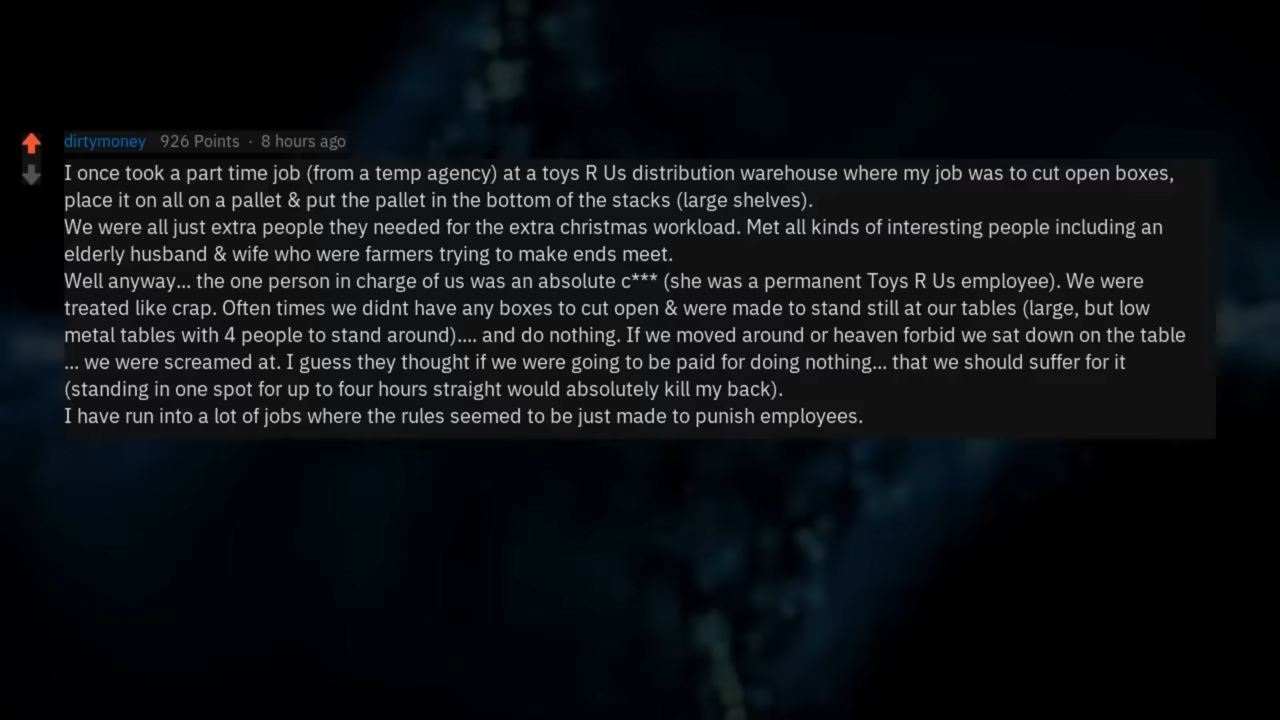 dirtymoney 926 Points · 8 hours ago
I once took a part time job (from a temp agency) at a toys R Us distribution warehouse where my job was to cut open boxes,
place it on all on a pallet & put the pallet in the bottom of the stacks (large shelves).
We were all just extra people they needed for the extra christmas workload. Met all kinds of interesting people including an
elderly husband & wife who were farmers trying to make ends meet.
Well anyway... the one person in charge of us was an absolute c*** (she was a permanent Toys R Us employee). We were
treated like crap. Often times we didnt have any boxes to cut open & were made to stand still at our tables (large, but low
metal tables with 4 people to stand around).... and do nothing. If we moved around or heaven forbid we sat down on the table
... we were screamed at. I guess they thought if we were going to be paid for doing nothing... that we should suffer for it
(standing in one spot for up to four hours straight would absolutely kill my back).
I have run into a lot of jobs where the rules seemed to be just made to punish employees.